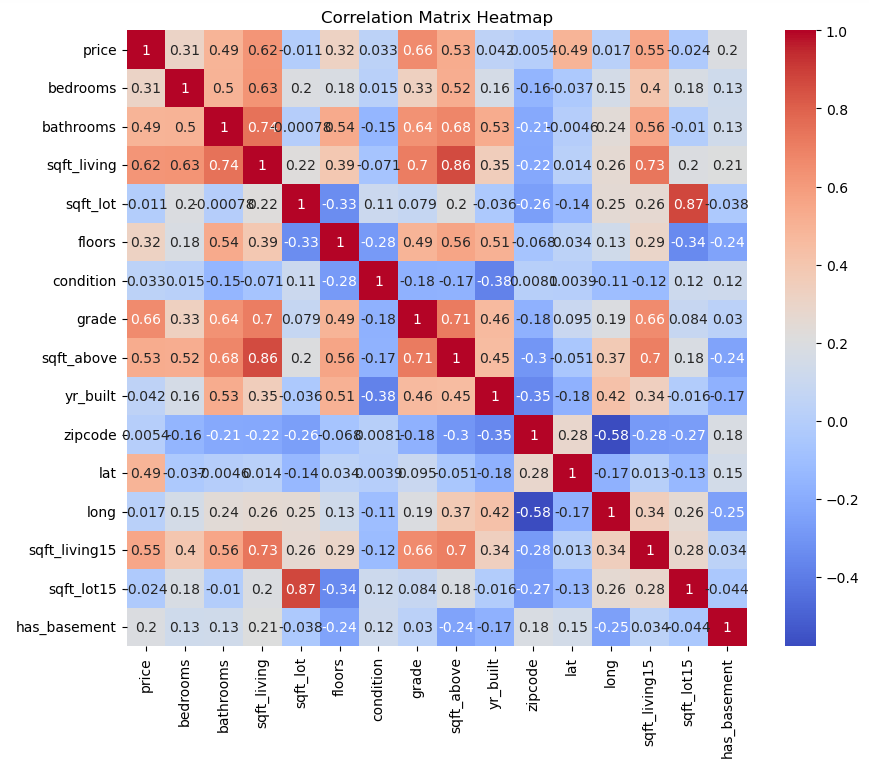 Correlation Matrix Heatmap
price 1 0.31 0.49 0.62 -0.011 0.32 0.033 0.66 0.53 0.042 0.0054 0.49 0.017 0.55 -0.024 0.2
bedrooms 0.31 1 0.5 0.63 0.2 0.18 0.015 0.33 0.52 0.16 -0.16 -0.037 0.15 0.4 0.18 0.13
bathrooms 0.49 0.5 1 0.74 -0.00078 0.54 -0.15 0.64 0.68 0.53 -0.21 -0.0046 0.24 0.56 -0.01 0.13
sqft_living 0.62 0.63 0.74 1 0.22 0.39 -0.071 0.7 0.86 0.35 -0.22 0.014 0.26 0.73 0.2 0.21
sqft_lot -0.011 0.2 -0.00078 0.22 1 -0.33 0.11 0.079 0.2 -0.036 -0.26 -0.14 0.25 0.26 0.87 -0.038
floors 0.32 0.18 0.54 0.39 -0.33 1 -0.28 0.49 0.56 0.51 -0.068 0.034 0.13 0.29 -0.34 -0.24
condition 0.033 0.015 -0.15 -0.071 0.11 -0.28 1 -0.18 -0.17 -0.38 0.0081 0.0039 -0.11 -0.12 0.12 0.12
grade 0.66 0.33 0.64 0.7 0.079 0.49 -0.18 1 0.71 0.46 -0.18 0.095 0.19 0.66 0.084 0.03
sqft_above 0.53 0.52 0.68 0.86 0.2 0.56 -0.17 0.71 1 0.45 -0.3 -0.051 0.37 0.7 0.18 -0.24
yr_built 0.042 0.16 0.53 0.35 -0.036 0.51 -0.38 0.46 0.45 1 -0.35 -0.18 0.42 0.34 -0.016 -0.17
zipcode 0.0054 -0.16 -0.21 -0.22 -0.26 -0.068 0.0081 -0.18 -0.3 -0.35 1 0.28 -0.58 -0.28 -0.27 0.18
lat 0.49 -0.037 -0.0046 0.014 -0.14 0.034 0.0039 0.095 -0.051 -0.18 0.28 1 -0.17 0.013 -0.13 0.15
long 0.017 0.15 0.24 0.26 0.25 0.13 -0.11 0.19 0.37 0.42 -0.58 -0.17 1 0.34 0.26 -0.25
sqft_living15 0.55 0.4 0.56 0.73 0.26 0.29 -0.12 0.66 0.7 0.34 -0.28 0.013 0.34 1 0.28 0.034
sqft_lot15 -0.024 0.18 -0.01 0.2 0.87 -0.34 0.12 0.084 0.18 -0.016 -0.27 -0.13 0.26 0.28 1 -0.044
has_basement 0.2 0.13 0.13 0.21 -0.038 -0.24 0.12 0.03 -0.24 -0.17 0.18 0.15 -0.25 0.034 -0.044 1
price bedrooms bathrooms sqft_living sqft_lot floors condition grade sqft_above yr_built zipcode lat long sqft_living15 sqft_lot15 has_basement
1.0
0.8
0.6
0.4
0.2
0.0
−0.2
−0.4